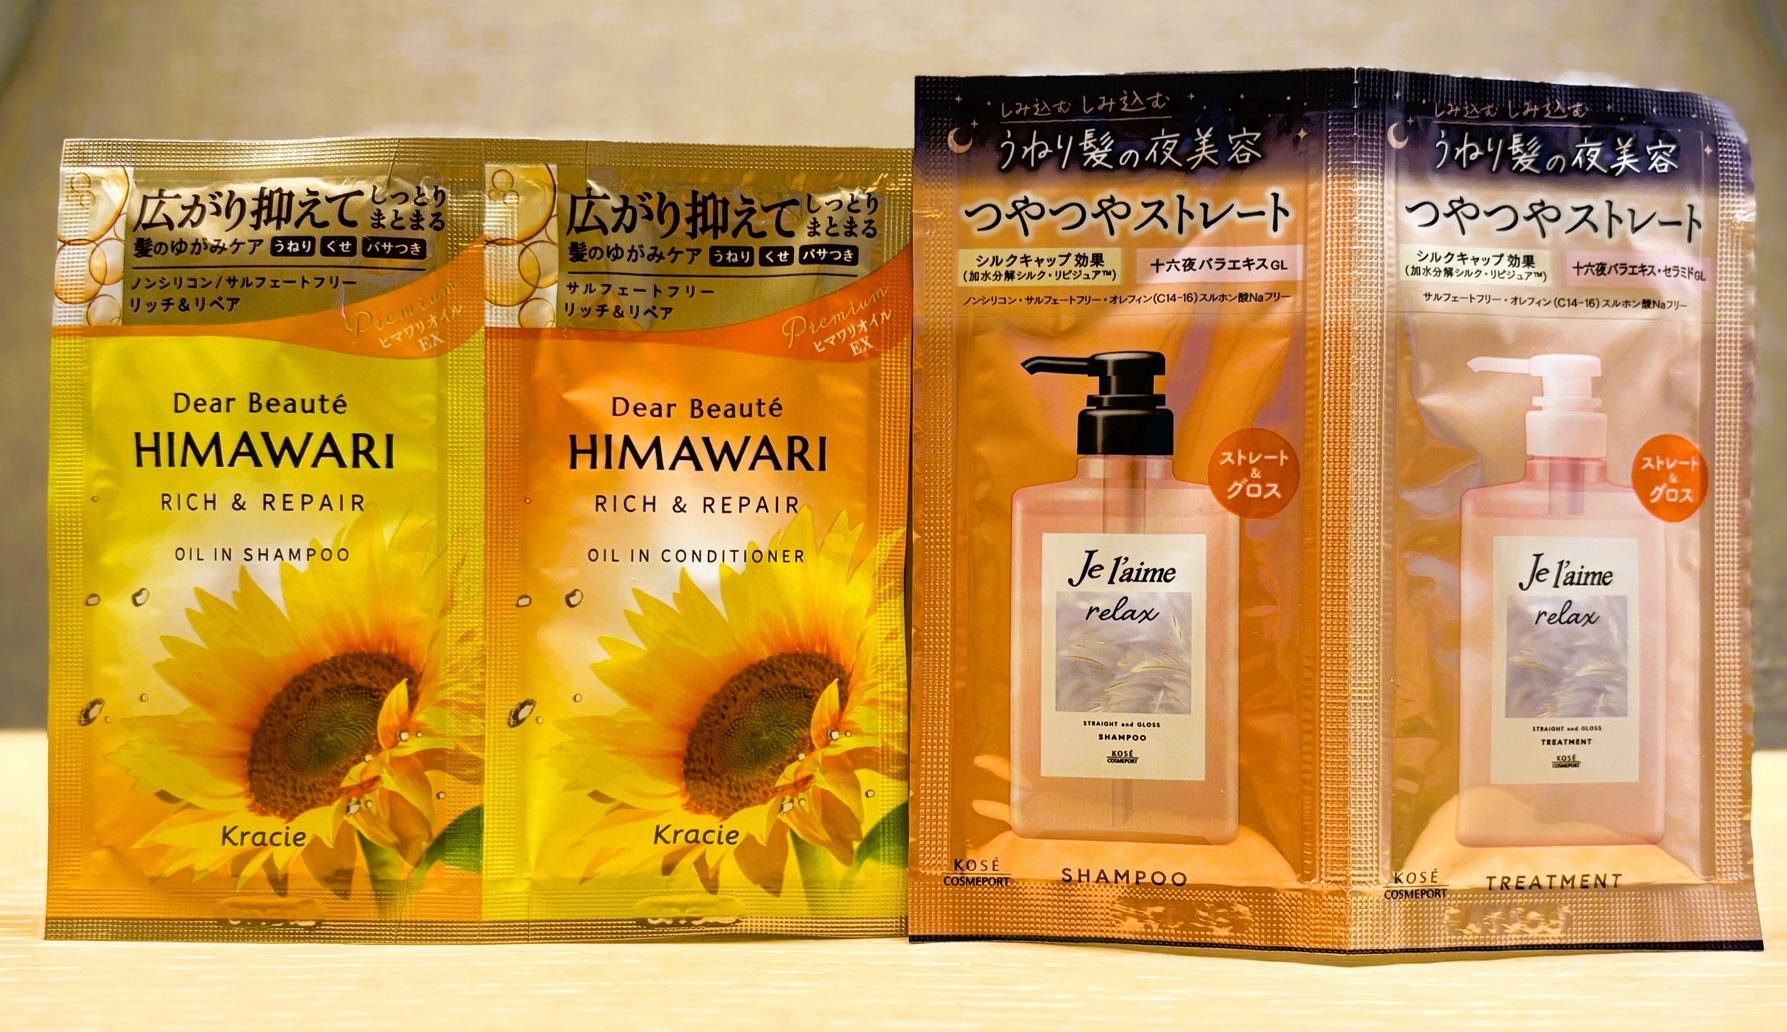 広がり抑えて しっとり
まとまる
髪のゆがみケア うねり くせ パサつき
ノンシリコン/サルフェートフリー
リッチ&リペア
Premium
ヒマワリオイル
EX
Dear Beauté
HIMAWARI
RICH & REPAIR
OIL IN SHAMPOO
Kracie
広がり抑えて しっとり
まとまる
髪のゆがみケア うねり くせ パサつき
サルフェートフリー
リッチ&リペア
Premium
ヒマワリオイル
EX
Dear Beauté
HIMAWARI
RICH & REPAIR
OIL IN CONDITIONER
Kracie
しみ込む しみ込む
うねり髪の夜美容
つやつやストレート
シルクキャップ効果
(加水分解シルク・リピジュア™)
十六夜バラエキスGL
ノンシリコン・サルフェートフリー・オレフィン(C14-16)スルホン酸Naフリー
ストレート
&
グロス
Je l'aime
relax
STRAIGHT and GLOSS
SHAMPOO
KOSÉ
COSMEPORT
KOSÉ
COSMEPORT
SHAMPOO
しみ込む しみ込む
うねり髪の夜美容
つやつやストレート
シルクキャップ効果
(加水分解シルク・リピジュア™)
十六夜バラエキス・セラミドGL
サルフェートフリー・オレフィン(C14-16)スルホン酸Naフリー
ストレート
&
グロス
Je l'aime
relax
STRAIGHT and GLOSS
TREATMENT
KOSÉ
COSMEPORT
KOSÉ
COSMEPORT
TREATMENT